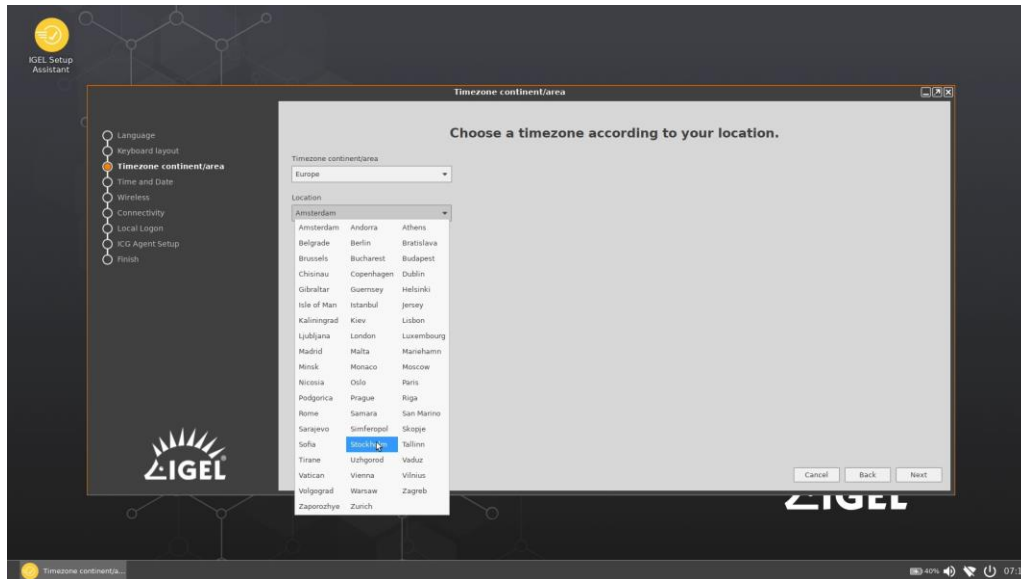 IGEL Setup
Assistant
Timezone continent/area
Language
Keyboard layout
Timezone continent/area
Time and Date
Wireless
Connectivity
Local Logon
ICG Agent Setup
Finish
IGEL
Choose a timezone according to your location.
Timezone continent/area
Europe
Location
Amsterdam
Amsterdam Andorra Athens
Belgrade Berlin Bratislava
Brussels Bucharest Budapest
Chisinau Copenhagen Dublin
Gibraltar Guernsey Helsinki
Isle of Man Istanbul Jersey
Kaliningrad Kiev Lisbon
Ljubljana London Luxembourg
Madrid Malta Mariehamn
Minsk Monaco Moscow
Nicosia Oslo Paris
Podgorica Prague Riga
Rome Samara San Marino
Sarajevo Simferopol Skopje
Sofia Stockholm Tallinn
Tirane Uzhgorod Vaduz
Vatican Vienna Vilnius
Volgograd Warsaw Zagreb
Zaporozhye Zurich
Cancel Back Next
IGEL
Timezone continent/a...
40%